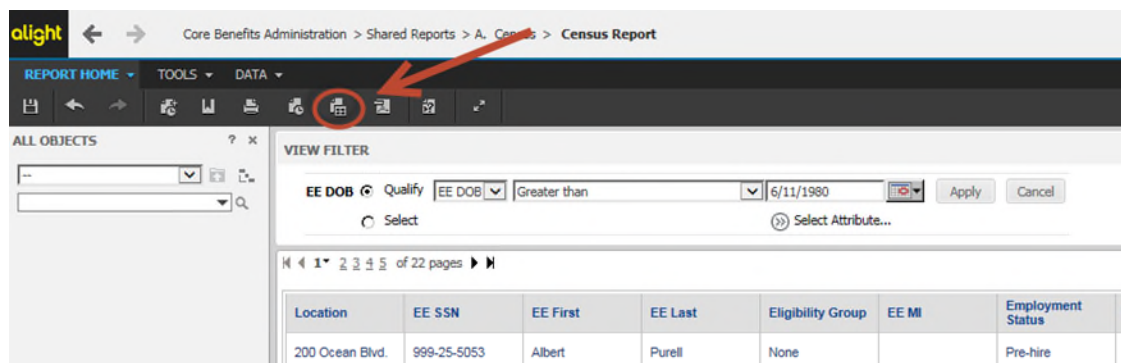 alight
Core Benefits Administration > Shared Reports > A. Census > Census Report
REPORT HOME TOOLS DATA
ALL OBJECTS ? x
VIEW FILTER
--
EE DOB Qualify EE DOB Greater than 6/11/1980 Apply Cancel
Select Select Attribute...
1 2 3 4 5 of 22 pages
Location EE SSN EE First EE Last Eligibility Group EE MI Employment Status
200 Ocean Blvd. 999-25-5053 Albert Purell None Pre-hire